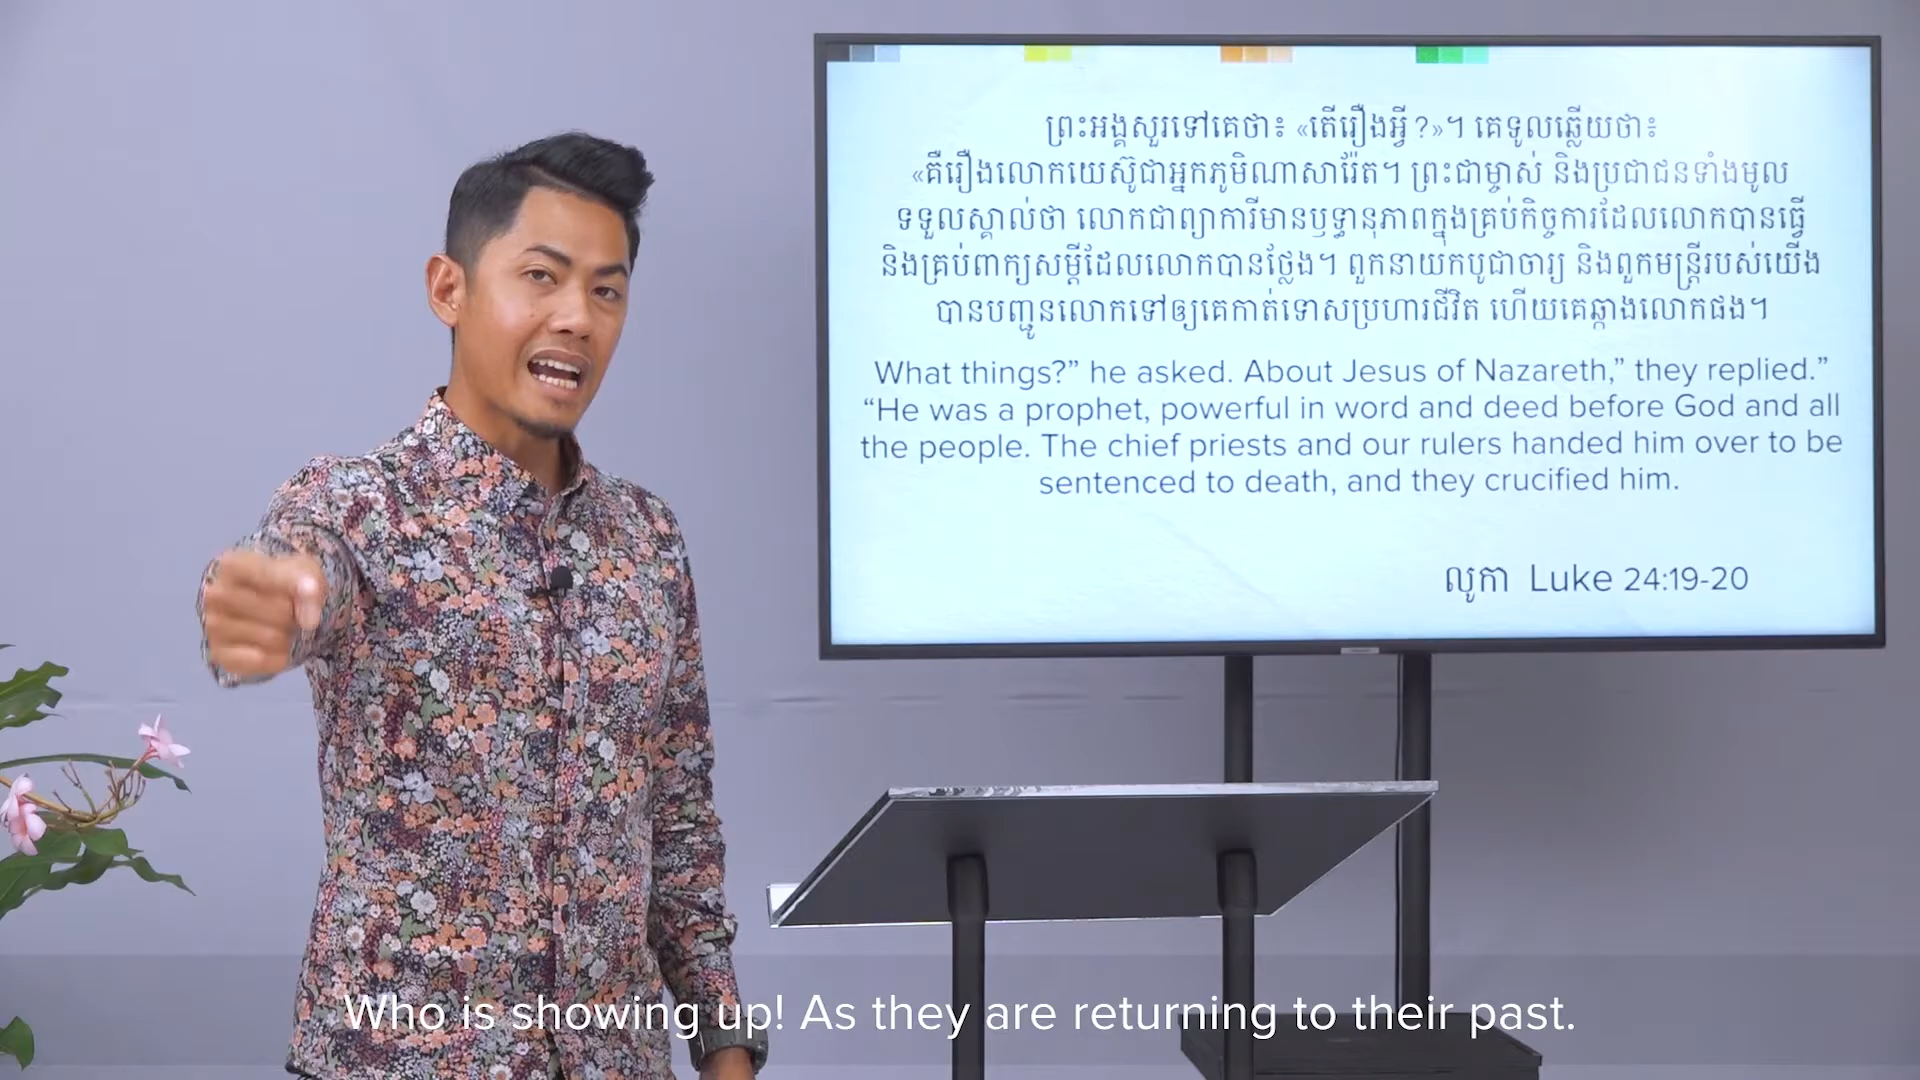 ព្រះអង្គសួរទៅគេថា៖ «តើរឿងអ្វី?»។ គេទូលឆ្លើយថា៖
«គឺរឿងលោកយេស៊ូជាអ្នកភូមិណាសារ៉ែត។ ព្រះជាម្ចាស់ និងប្រជាជនទាំងមូល
ទទួលស្គាល់ថា លោកជាព្យាការីមានឫទ្ធានុភាពក្នុងគ្រប់កិច្ចការដែលលោកបានធ្វើ
និងគ្រប់ពាក្យសម្ដីដែលលោកបានថ្លែង។ ពួកនាយកបូជាចារ្យ និងពួកមន្ត្រីរបស់យើង
បានបញ្ជូនលោកទៅឲ្យគេកាត់ទោសប្រហារជីវិត ហើយគេឆ្កាងលោកផង។
What things?” he asked. About Jesus of Nazareth,” they replied.”
“He was a prophet, powerful in word and deed before God and all
the people. The chief priests and our rulers handed him over to be
sentenced to death, and they crucified him.
លូកា Luke 24:19-20
Who is showing up! As they are returning to their past.